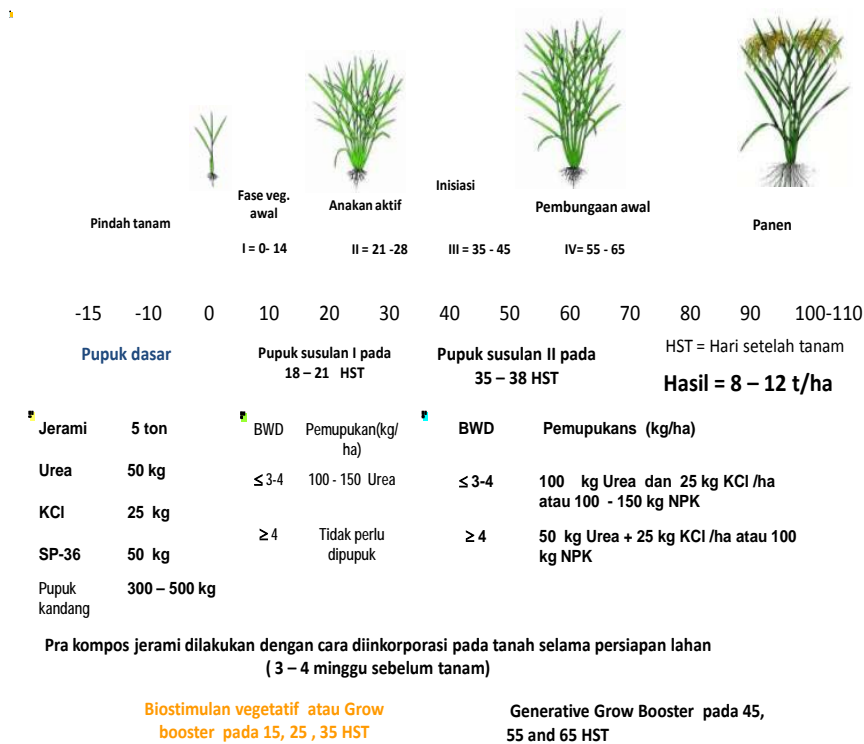 Pindah tanam
Fase veg.
awal
Anakan aktif
Inisiasi
Pembungaan awal
Panen
I = 0- 14
II = 21 -28
III = 35 - 45
IV= 55 - 65
-15 -10 0 10 20 30 40 50 60 70 80 90 100-110
Pupuk dasar
Pupuk susulan I pada
18 – 21 HST
Pupuk susulan II pada
35 – 38 HST
HST = Hari setelah tanam
Hasil = 8 – 12 t/ha
Jerami 5 ton
Urea 50 kg
KCl 25 kg
SP-36 50 kg
Pupuk
kandang 300 – 500 kg
BWD Pemupukan(kg/
ha)
≤ 3-4 100 - 150 Urea
≥ 4 Tidak perlu
dipupuk
BWD Pemupukans (kg/ha)
≤ 3-4 100 kg Urea dan 25 kg KCl /ha
atau 100 - 150 kg NPK
≥ 4 50 kg Urea + 25 kg KCl /ha atau 100
kg NPK
Pra kompos jerami dilakukan dengan cara diinkorporasi pada tanah selama persiapan lahan
( 3 – 4 minggu sebelum tanam)
Biostimulan vegetatif atau Grow
booster pada 15, 25 , 35 HST
Generative Grow Booster pada 45,
55 and 65 HST